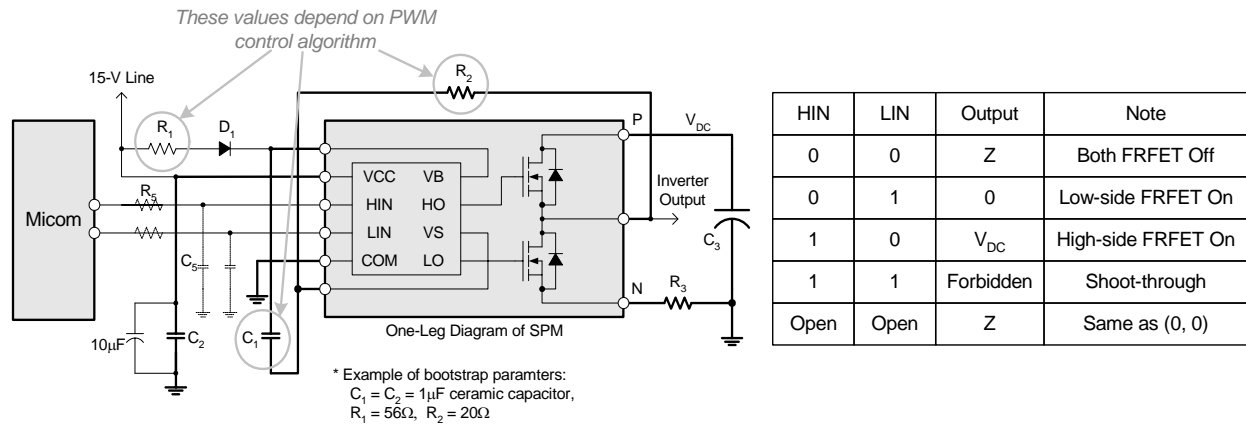 These values depend on PWM
control algorithm
R2
15-V Line
R1
D1
P
VDC
VCC
VB
Inverter
Output
R5
HIN
HO
Micom
LIN
VS
C3
C5
COM
LO
N
R3
10μF
C2
C1
One-Leg Diagram of SPM
* Example of bootstrap paramters:
C1 = C2 = 1μF ceramic capacitor,
R1 = 56Ω, R2 = 20Ω
HIN LIN Output Note
0 0 Z Both FRFET Off
0 1 0 Low-side FRFET On
1 0 VDC High-side FRFET On
1 1 Forbidden Shoot-through
Open Open Z Same as (0, 0)